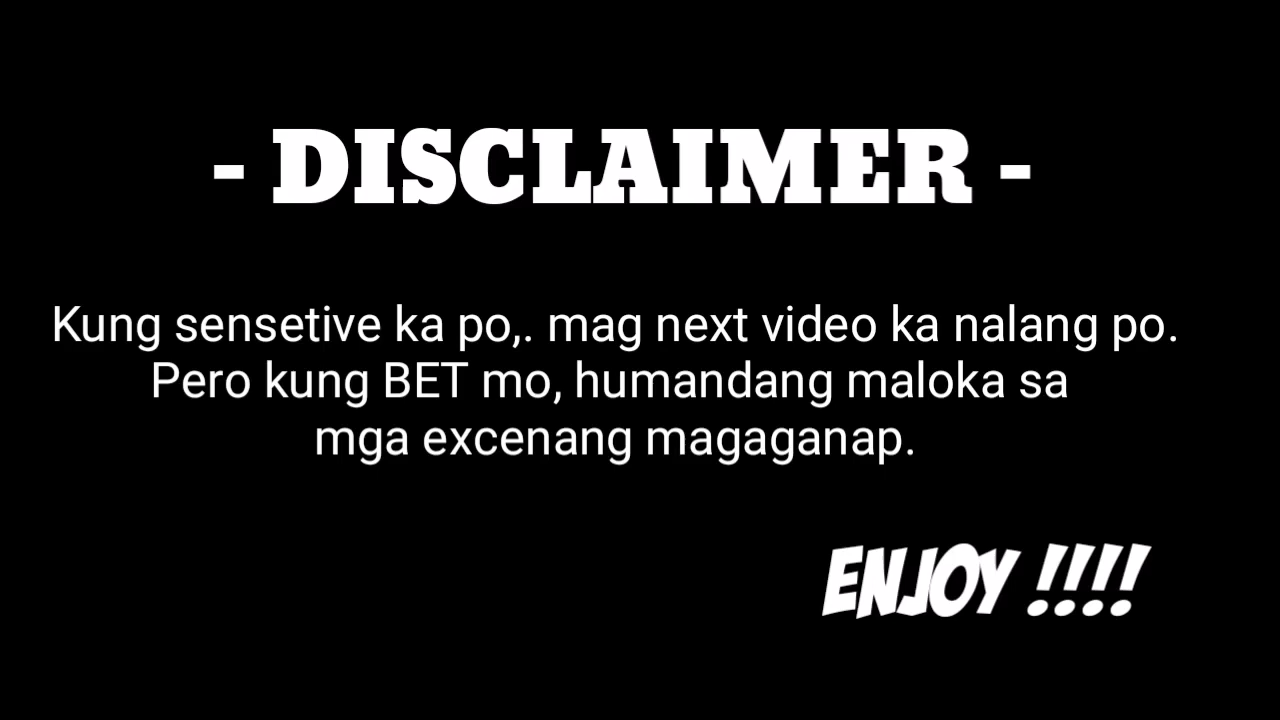 - DISCLAIMER -
Kung sensetive ka po,. mag next video ka nalang po.
Pero kung BET mo, humandang maloka sa
mga excenang magaganap.
ENJOY !!!!